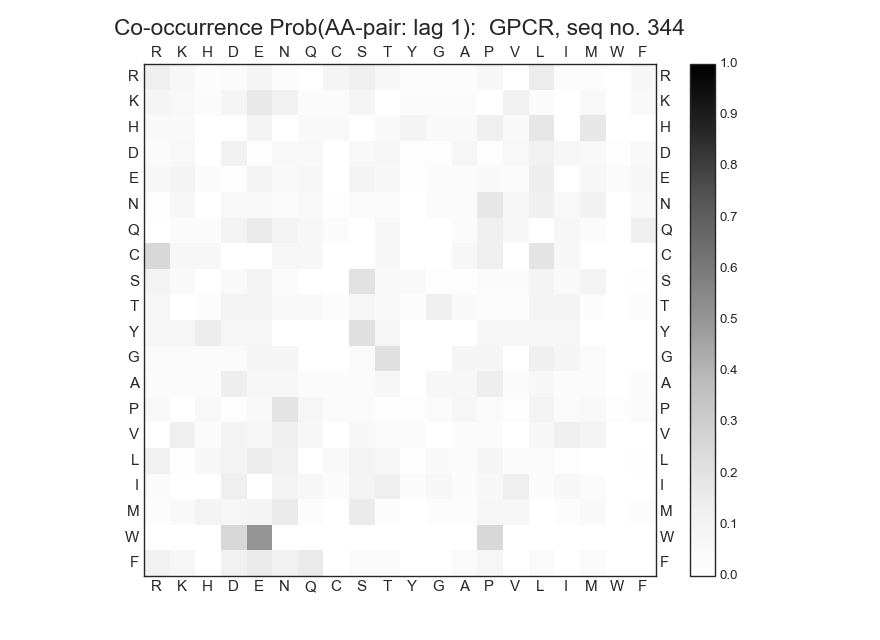 Co-occurrence Prob(AA-pair: lag 1):  GPCR, seq no. 344
R K H D E N Q C S T Y G A P V L I M W F
R R 1.0
K K 0.9
H H
D D 0.8
E E
N N 0.7
Q Q
C C 0.6
S S
T T 0.5
Y Y
G G 0.4
A A
P P 0.3
V V
L L 0.2
I I
M M 0.1
W W
F F 0.0
R K H D E N Q C S T Y G A P V L I M W F